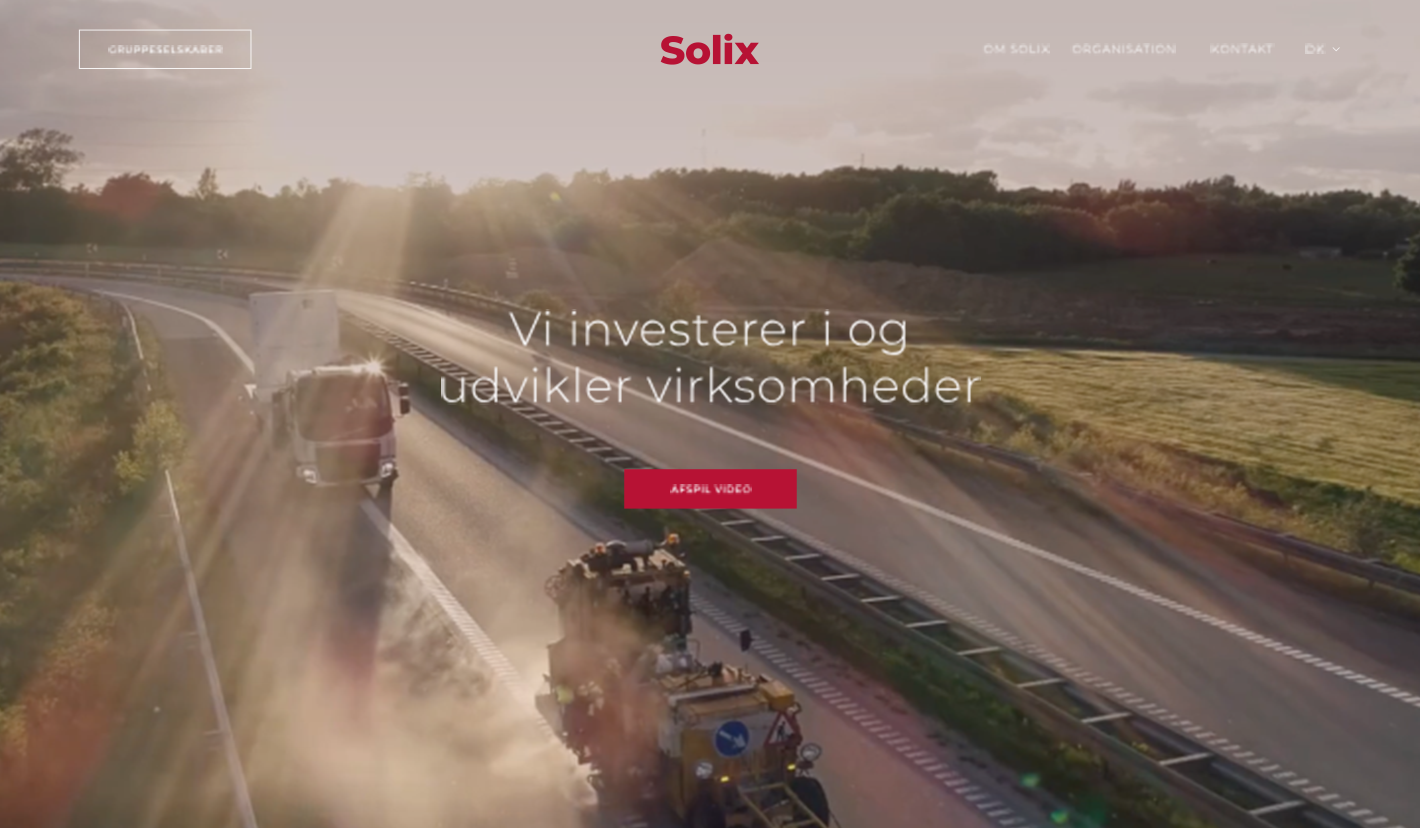 GRUPPESELSKABER
Solix
OM SOLIX ORGANISATION KONTAKT DK
Vi investerer i og
udvikler virksomheder
AFSPIL VIDEO